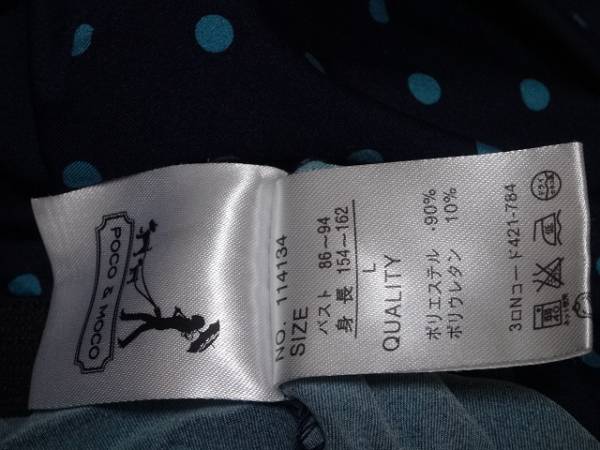 POCO & MOCO
NO. 114134
SIZE
バスト 86〜94
身長 154〜162
L
QUALITY
ポリエステル -90%
ポリウレタン 10%
3ロNコード421-784